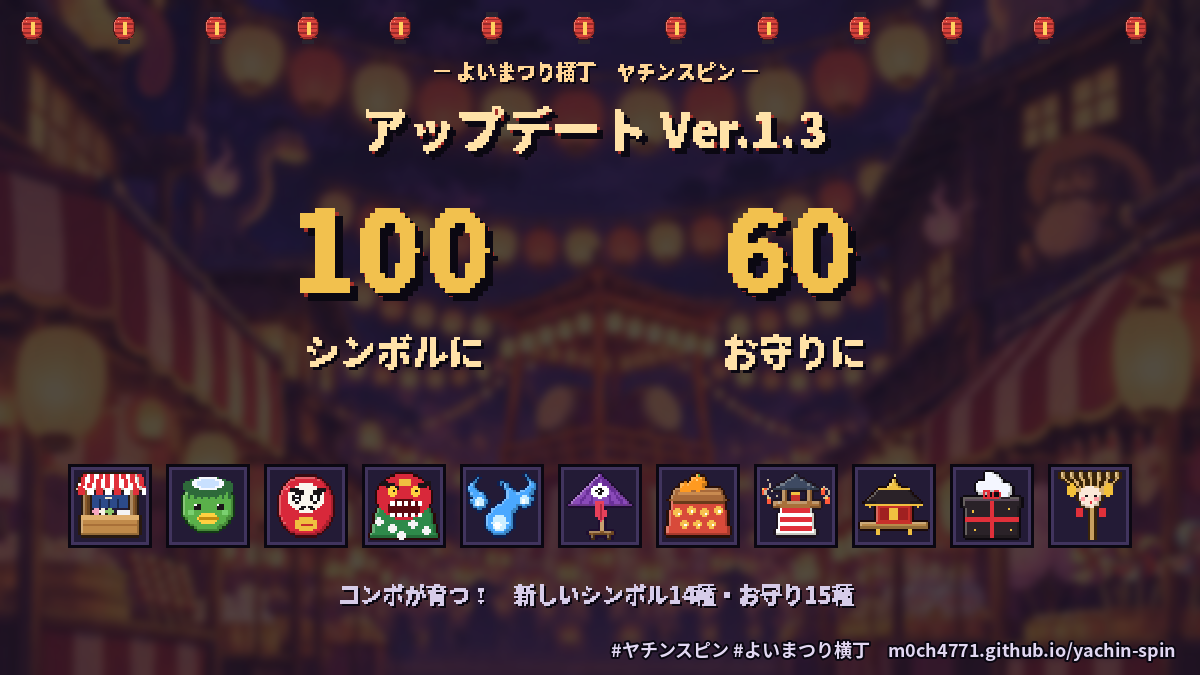 ー よいまつり横丁　ヤチンスピン ー
アップデート Ver.1.3
100
シンボルに
60
お守りに
コンボが育つ！　新しいシンボル14種・お守り15種
#ヤチンスピン #よいまつり横丁　m0ch4771.github.io/yachin-spin